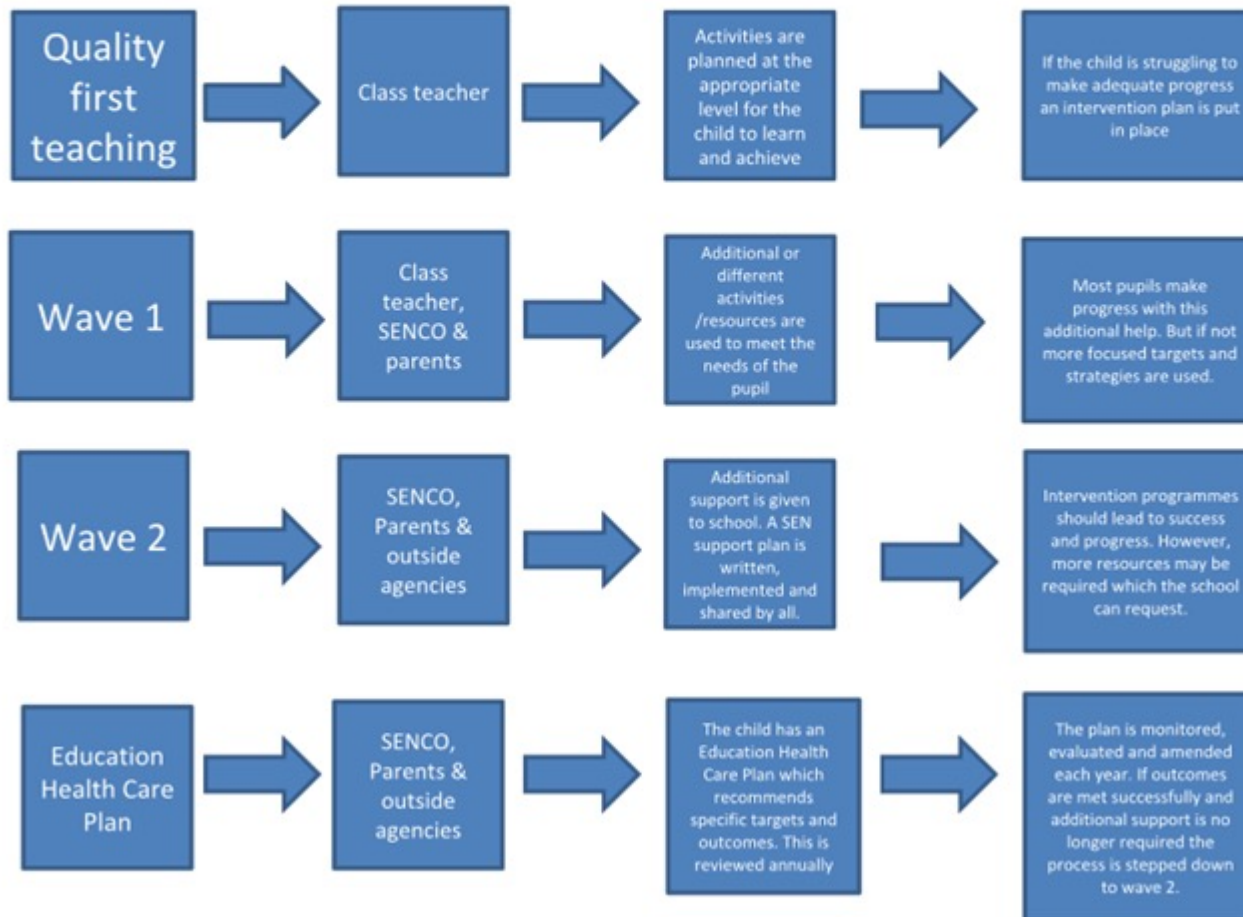 Quality
first
teaching
Class teacher
Activities are
planned at the
appropriate
level for the
child to learn
and achieve
If the child is struggling to
make adequate progress
an intervention plan is put
in place
Wave 1
Class
teacher,
SENCO &
parents
Additional or
different
activities
/resources are
used to meet the
needs of the
pupil
Most pupils make
progress with this
additional help. But if not
more focused targets and
strategies are used.
Wave 2
SENCO,
Parents &
outside
agencies
Additional
support is given
to school. A SEN
support plan is
written,
implemented and
shared by all.
Intervention programmes
should lead to success
and progress. However,
more resources may be
required which the school
can request.
Education
Health Care
Plan
SENCO,
Parents &
outside
agencies
The child has an
Education Health
Care Plan which
recommends
specific targets and
outcomes. This is
reviewed annually
The plan is monitored,
evaluated and amended
each year. If outcomes
are met successfully and
additional support is no
longer required the
process is stepped down
to wave 2.